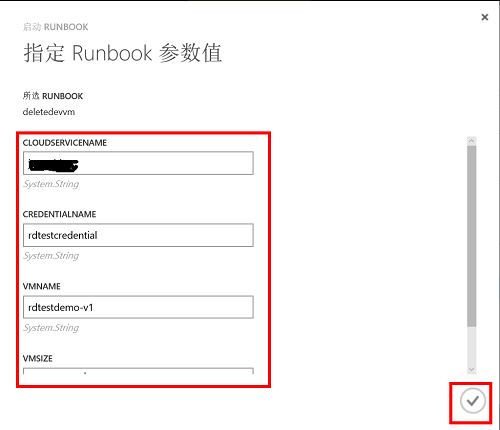 启动 RUNBOOK
指定 Runbook 参数值
所选 RUNBOOK
deletedevvm
CLOUDSERVICENAME
System.String
CREDENTIALNAME
rdtestcredential
System.String
VMNAME
rdtestdemo-v1
System.String
VMSIZE